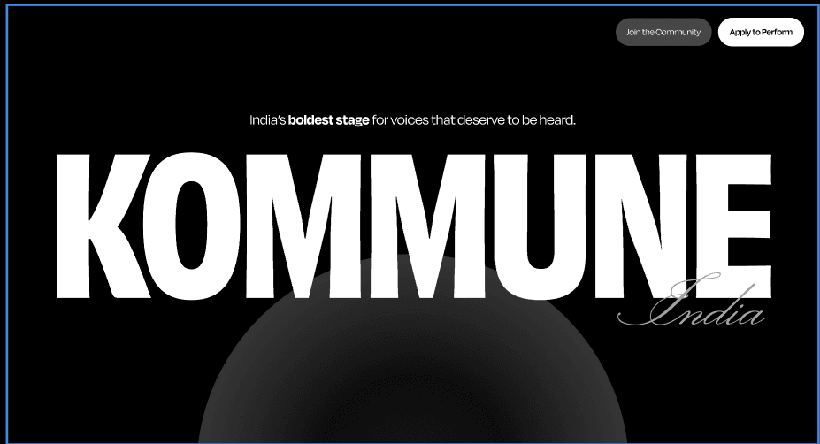 Join the Community
Apply to Perform
India's boldest stage for voices that deserve to be heard.
KOMMUNE
India